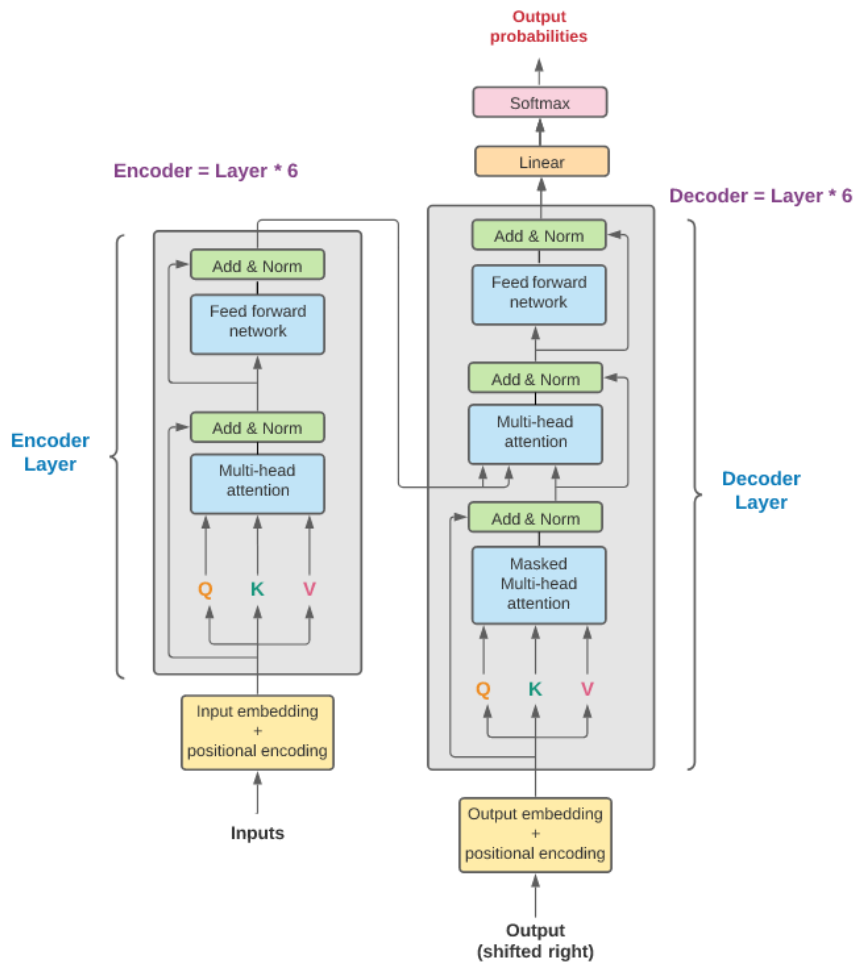 Output
probabilities
Softmax
Linear
Encoder = Layer * 6
Decoder = Layer * 6
Add & Norm
Feed forward
network
Add & Norm
Multi-head
attention
Q K V
Encoder
Layer
Input embedding
+
positional encoding
Inputs
Add & Norm
Feed forward
network
Add & Norm
Multi-head
attention
Add & Norm
Masked
Multi-head
attention
Q K V
Decoder
Layer
Output embedding
+
positional encoding
Output
(shifted right)